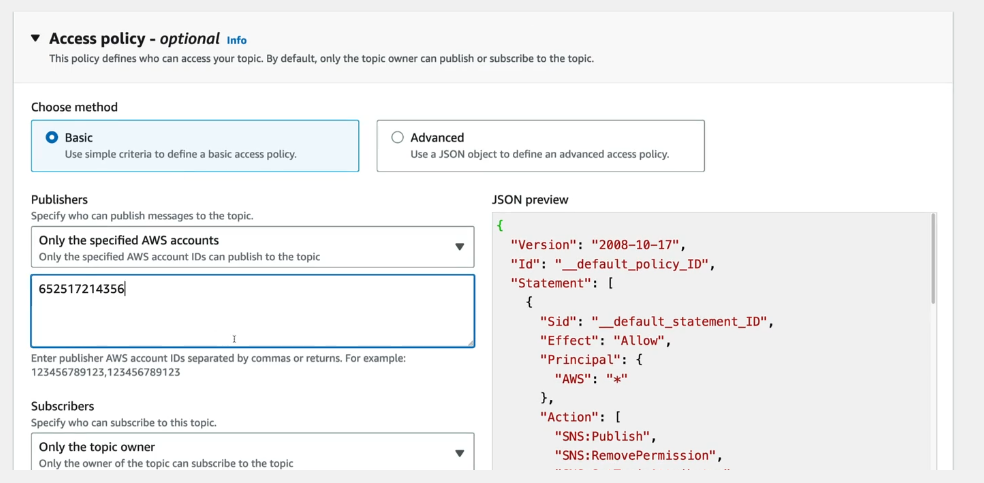 ▼ Access policy - optional Info
This policy defines who can access your topic. By default, only the topic owner can publish or subscribe to the topic.
Choose method
Basic
Use simple criteria to define a basic access policy.
Advanced
Use a JSON object to define an advanced access policy.
Publishers
Specify who can publish messages to the topic.
Only the specified AWS accounts
Only the specified AWS account IDs can publish to the topic
652517214356
Enter publisher AWS account IDs separated by commas or returns. For example:
123456789123,123456789123
Subscribers
Specify who can subscribe to this topic.
Only the topic owner
Only the owner of the topic can subscribe to the topic
JSON preview
{
"Version": "2008-10-17",
"Id": "__default_policy_ID",
"Statement": [
{
"Sid": "__default_statement_ID",
"Effect": "Allow",
"Principal": {
"AWS": "*"
},
"Action": [
"SNS:Publish",
"SNS:RemovePermission",